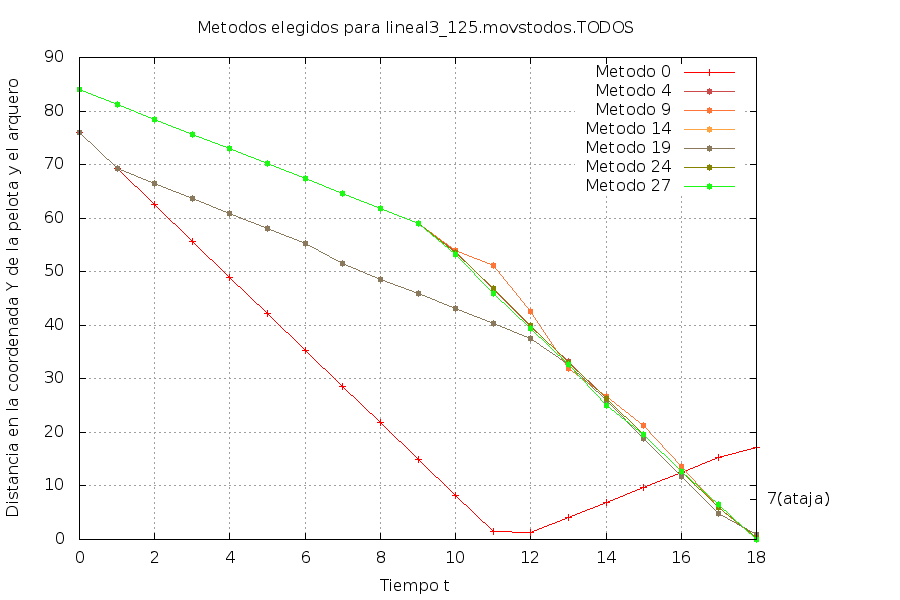 Metodos elegidos para lineal3_125.movstodos.TODOS
Distancia en la coordenada Y de la pelota y el arquero
90
80
70
60
50
40
30
20
10
0
Metodo 0
Metodo 4
Metodo 9
Metodo 14
Metodo 19
Metodo 24
Metodo 27
7(ataja)
0 2 4 6 8 10 12 14 16 18
Tiempo t